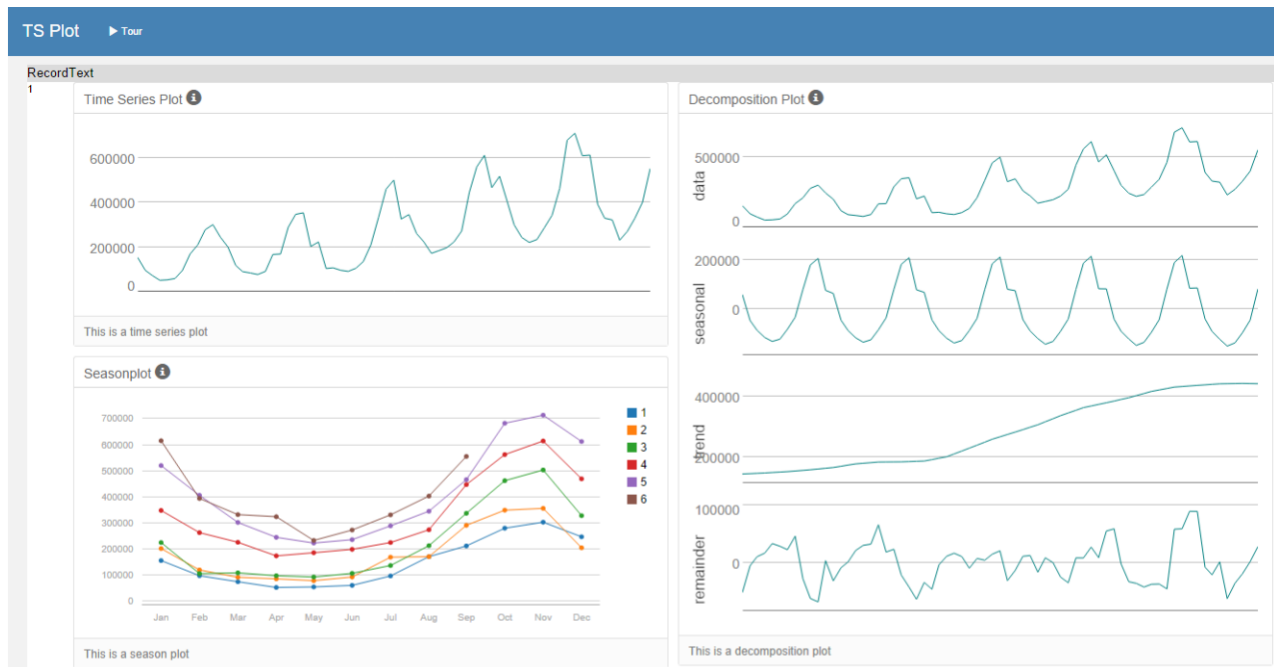 TS Plot Tour
RecordText
1
Time Series Plot
600000
400000
200000
0
This is a time series plot
Seasonplot
700000
600000
500000
400000
300000
200000
100000
0
Jan Feb Mar Apr May Jun Jul Aug Sep Oct Nov Dec
1
2
3
4
5
6
This is a season plot
Decomposition Plot
data
500000
0
seasonal
200000
0
trend
400000
200000
remainder
100000
0
This is a decomposition plot